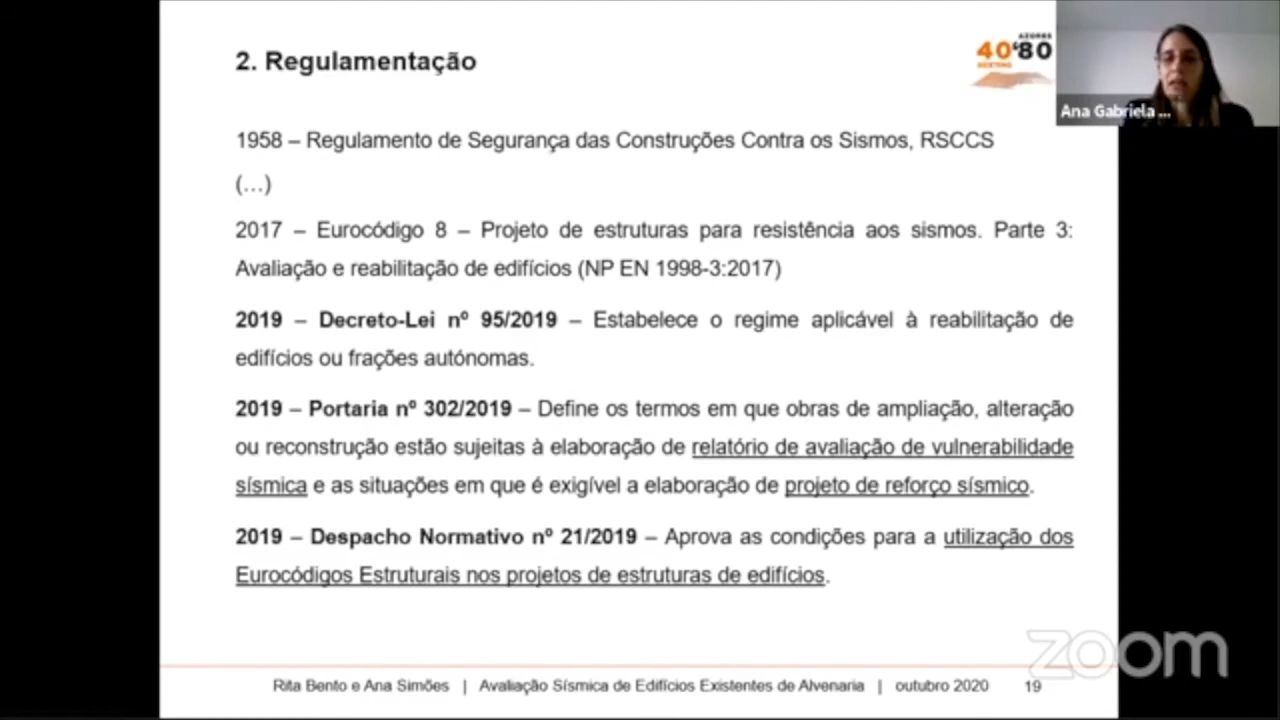 2. Regulamentação
AZORES
40'80
MEETING
Ana Gabriela ...
1958 – Regulamento de Segurança das Construções Contra os Sismos, RSCCS
(...)
2017 – Eurocódigo 8 – Projeto de estruturas para resistência aos sismos. Parte 3:
Avaliação e reabilitação de edifícios (NP EN 1998-3:2017)
2019 – Decreto-Lei nº 95/2019 – Estabelece o regime aplicável à reabilitação de
edifícios ou frações autónomas.
2019 – Portaria nº 302/2019 – Define os termos em que obras de ampliação, alteração
ou reconstrução estão sujeitas à elaboração de relatório de avaliação de vulnerabilidade
sísmica e as situações em que é exigível a elaboração de projeto de reforço sísmico.
2019 – Despacho Normativo nº 21/2019 – Aprova as condições para a utilização dos
Eurocódigos Estruturais nos projetos de estruturas de edifícios.
zoom
Rita Bento e Ana Simões | Avaliação Sísmica de Edifícios Existentes de Alvenaria | outubro 2020 19